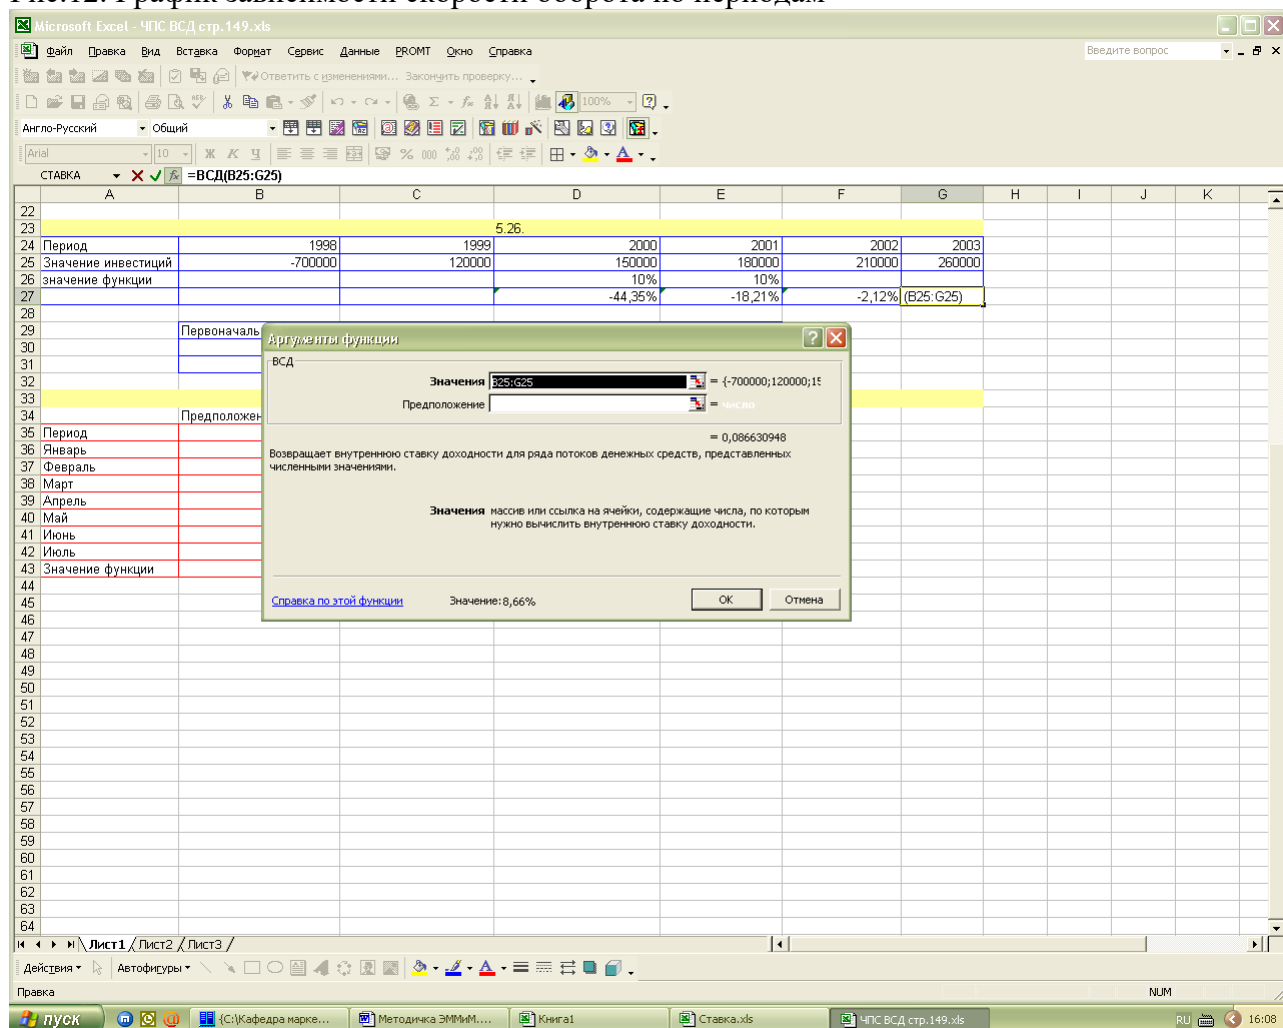 Рис.12. График зависимости скорости оборота по периодам
Microsoft Excel - ЧПС ВСД стр.149.xls
Файл Правка Вид Вставка Формат Сервис Данные PROMT Окно Справка Введите вопрос
Ответить с изменениями... Закончить проверку...
100%
Англо-Русский Общий
Arial 10 Ж К Ч % 000
СТАВКА =ВСД(B25:G25)
A B C D E F G H I J K
22
23 5.26.
24 Период 1998 1999 2000 2001 2002 2003
25 Значение инвестиций -700000 120000 150000 180000 210000 260000
26 значение функции 10% 10%
27 -44,35% -18,21% -2,12% (B25:G25)
28
29 Первоначаль
30
31
32
33
34 Предположен
35 Период
36 Январь
37 Февраль
38 Март
39 Апрель
40 Май
41 Июнь
42 Июль
43 Значение функции
44
45
46
47
48
49
50
51
52
53
54
55
56
57
58
59
60
61
62
63
64
Аргументы функции
ВСД
Значения B25:G25 = {-700000;120000;15
Предположение = число
= 0,086630948
Возвращает внутреннюю ставку доходности для ряда потоков денежных средств, представленных
численными значениями.
Значения массив или ссылка на ячейки, содержащие числа, по которым
нужно вычислить внутреннюю ставку доходности.
Справка по этой функции Значение:8,66% ОК Отмена
Лист1 Лист2 Лист3
Действия Автофигуры
Правка NUM
пуск {C:\Кафедра марке... Методичка ЭММиМ.... Книга1 Ставка.xls ЧПС ВСД стр.149.xls RU 16:08